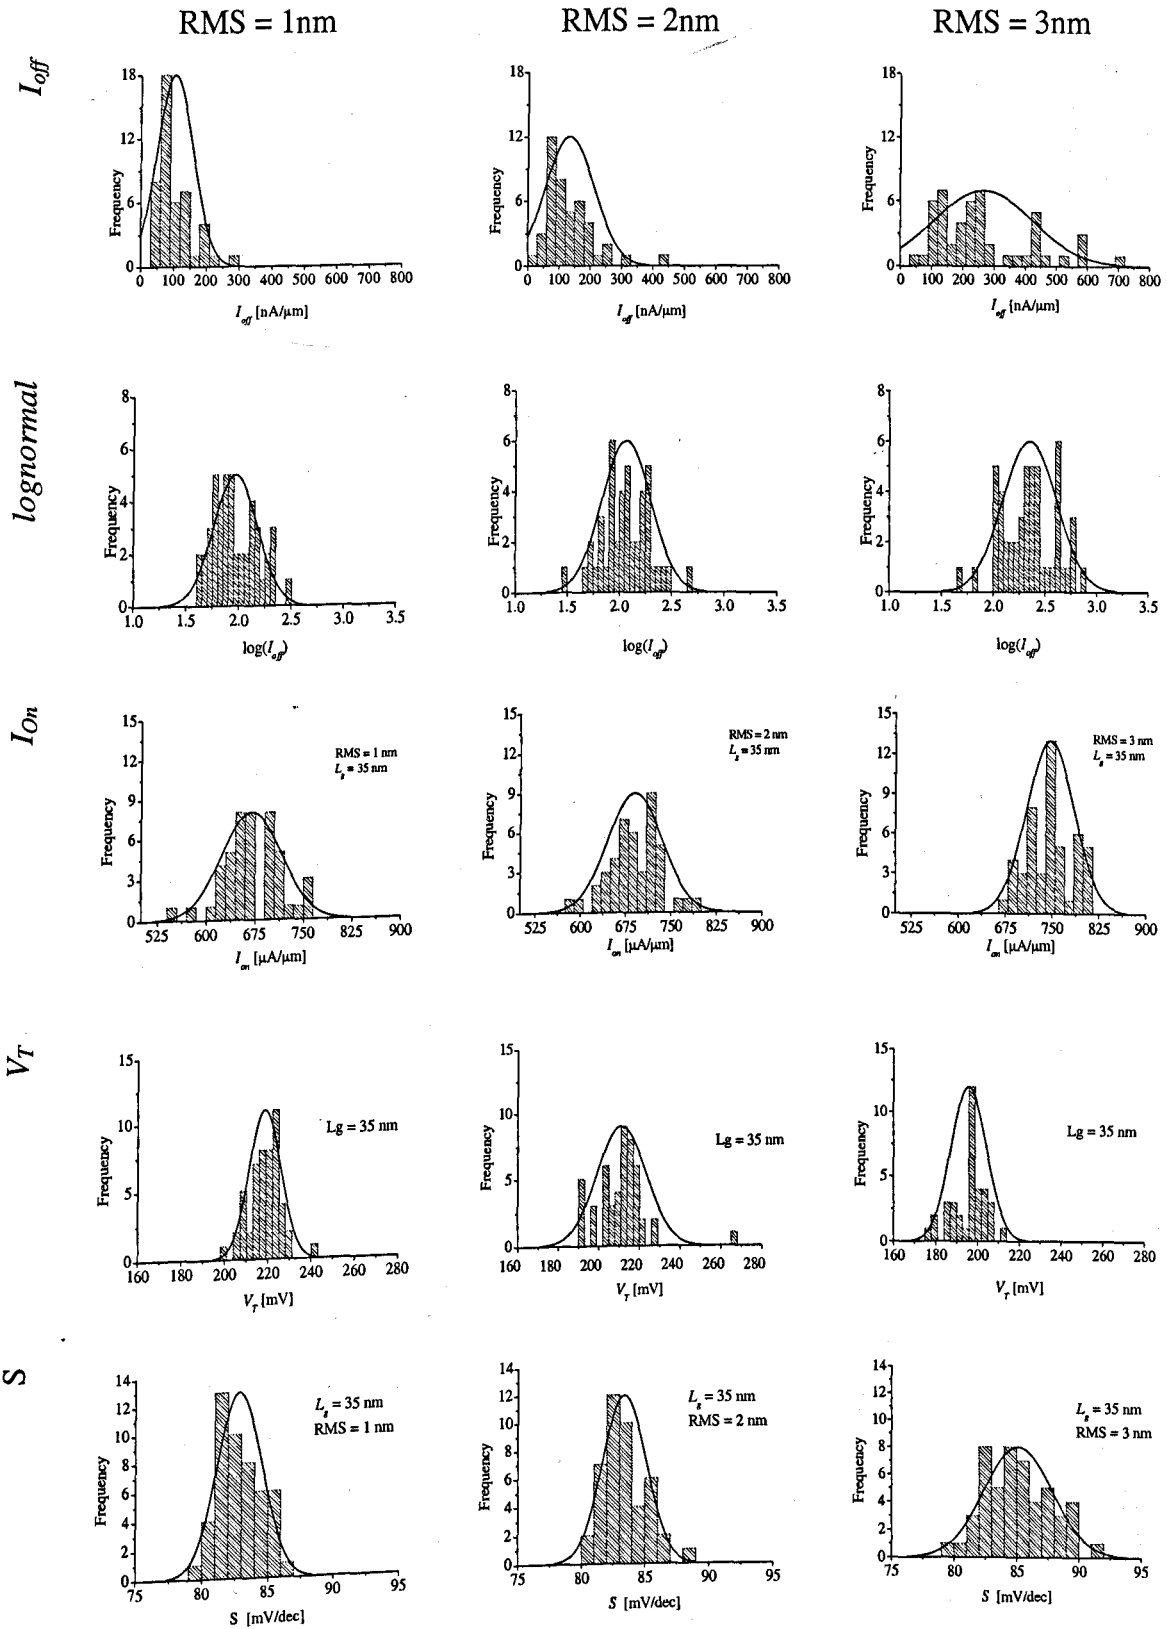 RMS = 1nm
RMS = 2nm
RMS = 3nm
Ioff
18
12
6
0
Frequency
0 100 200 300 400 500 600 700 800
Ioff [nA/μm]
18
12
6
0
Frequency
0 100 200 300 400 500 600 700 800
Ioff [nA/μm]
18
12
6
0
Frequency
0 100 200 300 400 500 600 700 800
Ioff [nA/μm]
lognormal
8
6
4
2
0
Frequency
1.0 1.5 2.0 2.5 3.0 3.5
log(Ioff)
8
6
4
2
0
Frequency
1.0 1.5 2.0 2.5 3.0 3.5
log(Ioff)
8
6
4
2
0
Frequency
1.0 1.5 2.0 2.5 3.0 3.5
log(Ioff)
IOn
15
12
9
6
3
0
Frequency
RMS = 1 nm
Lg = 35 nm
525 600 675 750 825 900
Ion [μA/μm]
15
12
9
6
3
0
Frequency
RMS = 2 nm
Lg = 35 nm
525 600 675 750 825 900
Ion [μA/μm]
15
12
9
6
3
0
Frequency
RMS = 3 nm
Lg = 35 nm
525 600 675 750 825 900
Ion [μA/μm]
VT
15
10
5
0
Frequency
Lg = 35 nm
160 180 200 220 240 260 280
VT [mV]
15
10
5
0
Frequency
Lg = 35 nm
160 180 200 220 240 260 280
VT [mV]
15
10
5
0
Frequency
Lg = 35 nm
160 180 200 220 240 260 280
VT [mV]
S
14
12
10
8
6
4
2
0
Frequency
Lg = 35 nm
RMS = 1 nm
75 80 85 90 95
S [mV/dec]
14
12
10
8
6
4
2
0
Frequency
Lg = 35 nm
RMS = 2 nm
75 80 85 90 95
S [mV/dec]
14
12
10
8
6
4
2
0
Frequency
Lg = 35 nm
RMS = 3 nm
75 80 85 90 95
S [mV/dec]